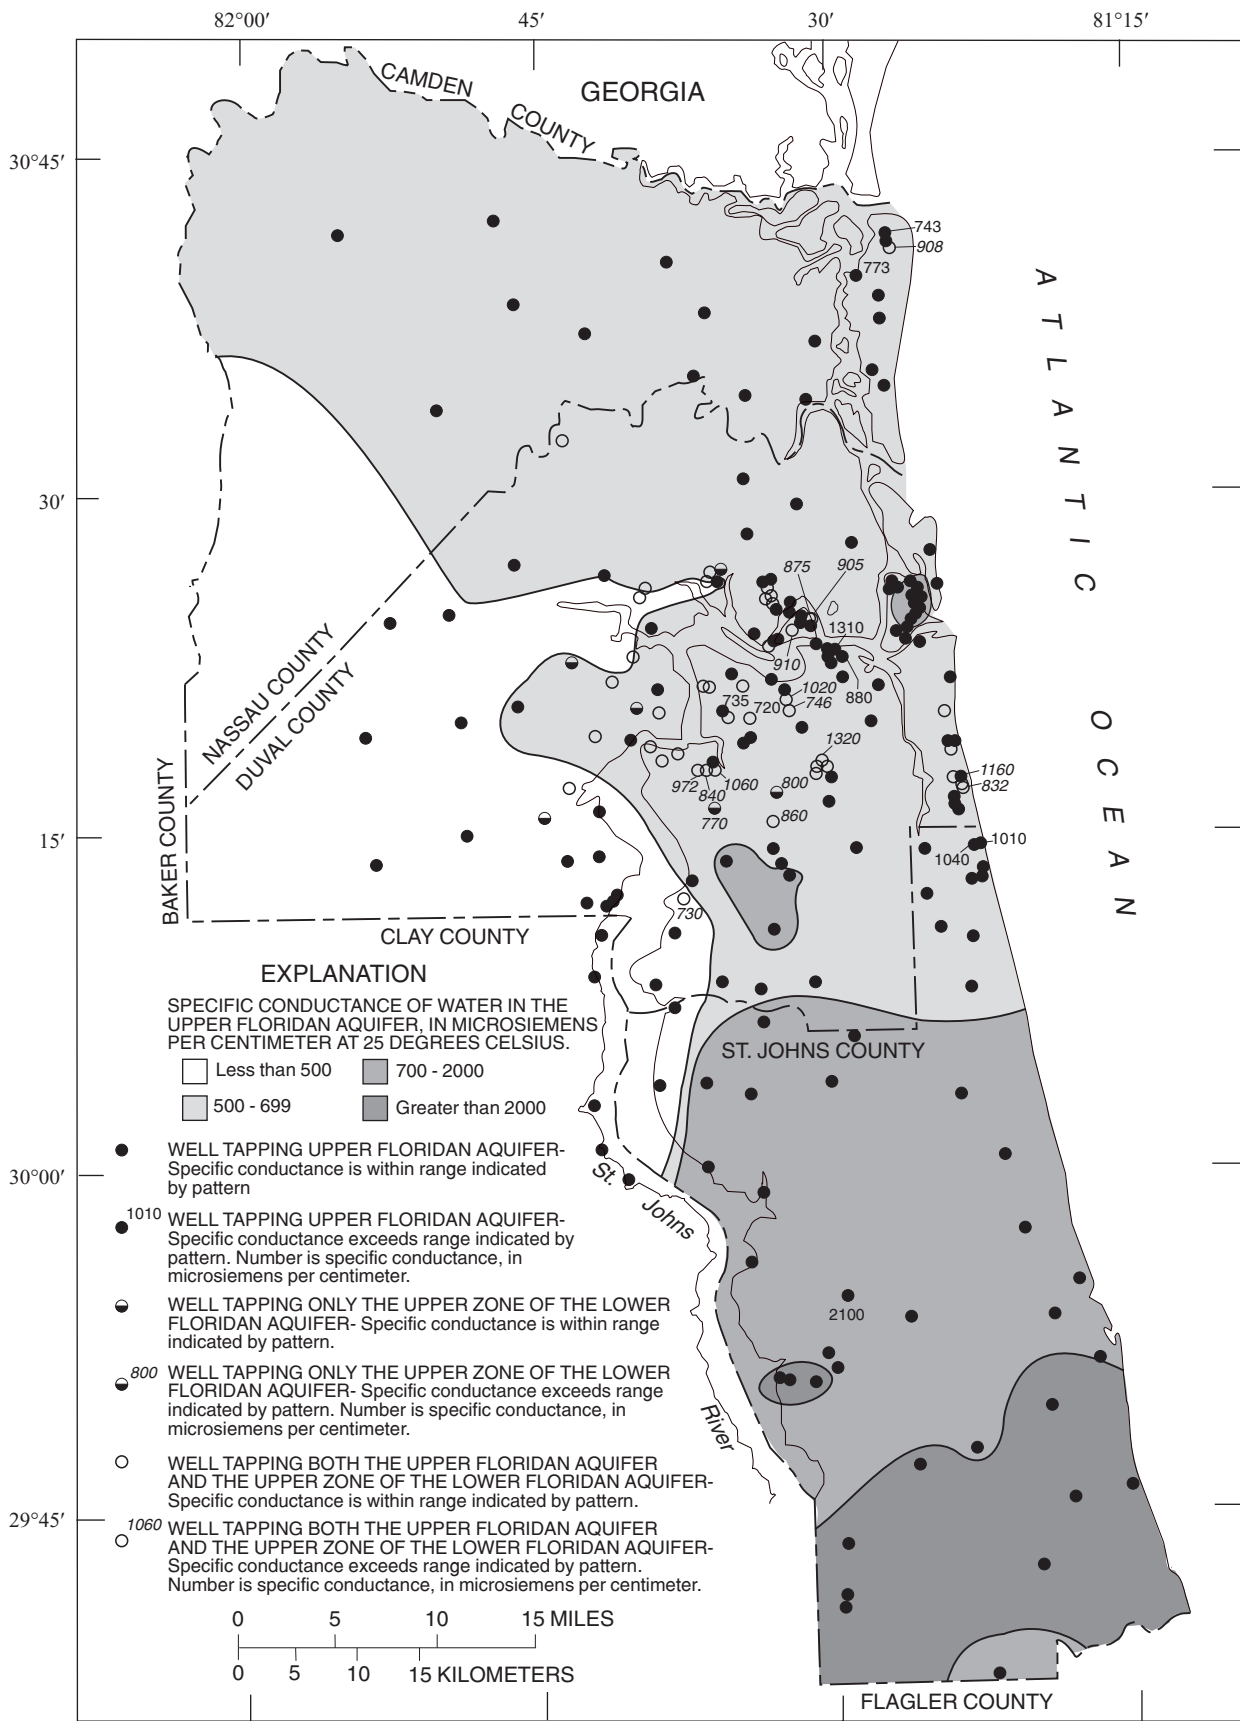 82°00′ 45′ 30′ 81°15′
CAMDEN
COUNTY
GEORGIA
30°45′
743
908
773
ATLANTIC
OCEAN
30′
875
905
1310
910
NASSAU COUNTY
DUVAL COUNTY
1020
880
735
720
746
1320
972
840
1060
800
1160
832
770
860
15′
1010
1040
BAKER COUNTY
730
CLAY COUNTY
EXPLANATION
SPECIFIC CONDUCTANCE OF WATER IN THE
UPPER FLORIDAN AQUIFER, IN MICROSIEMENS
PER CENTIMETER AT 25 DEGREES CELSIUS.
Less than 500
700 - 2000
500 - 699
Greater than 2000
ST. JOHNS COUNTY
WELL TAPPING UPPER FLORIDAN AQUIFER-
Specific conductance is within range indicated
by pattern
30°00′
St.
Johns
River
1010
WELL TAPPING UPPER FLORIDAN AQUIFER-
Specific conductance exceeds range indicated by
pattern. Number is specific conductance, in
microsiemens per centimeter.
WELL TAPPING ONLY THE UPPER ZONE OF THE LOWER
FLORIDAN AQUIFER- Specific conductance is within range
indicated by pattern.
2100
800
WELL TAPPING ONLY THE UPPER ZONE OF THE LOWER
FLORIDAN AQUIFER- Specific conductance exceeds range
indicated by pattern. Number is specific conductance, in
microsiemens per centimeter.
WELL TAPPING BOTH THE UPPER FLORIDAN AQUIFER
AND THE UPPER ZONE OF THE LOWER FLORIDAN AQUIFER-
Specific conductance is within range indicated by pattern.
29°45′
1060
WELL TAPPING BOTH THE UPPER FLORIDAN AQUIFER
AND THE UPPER ZONE OF THE LOWER FLORIDAN AQUIFER-
Specific conductance exceeds range indicated by pattern.
Number is specific conductance, in microsiemens per centimeter.
0 5 10 15 MILES
0 5 10 15 KILOMETERS
FLAGLER COUNTY